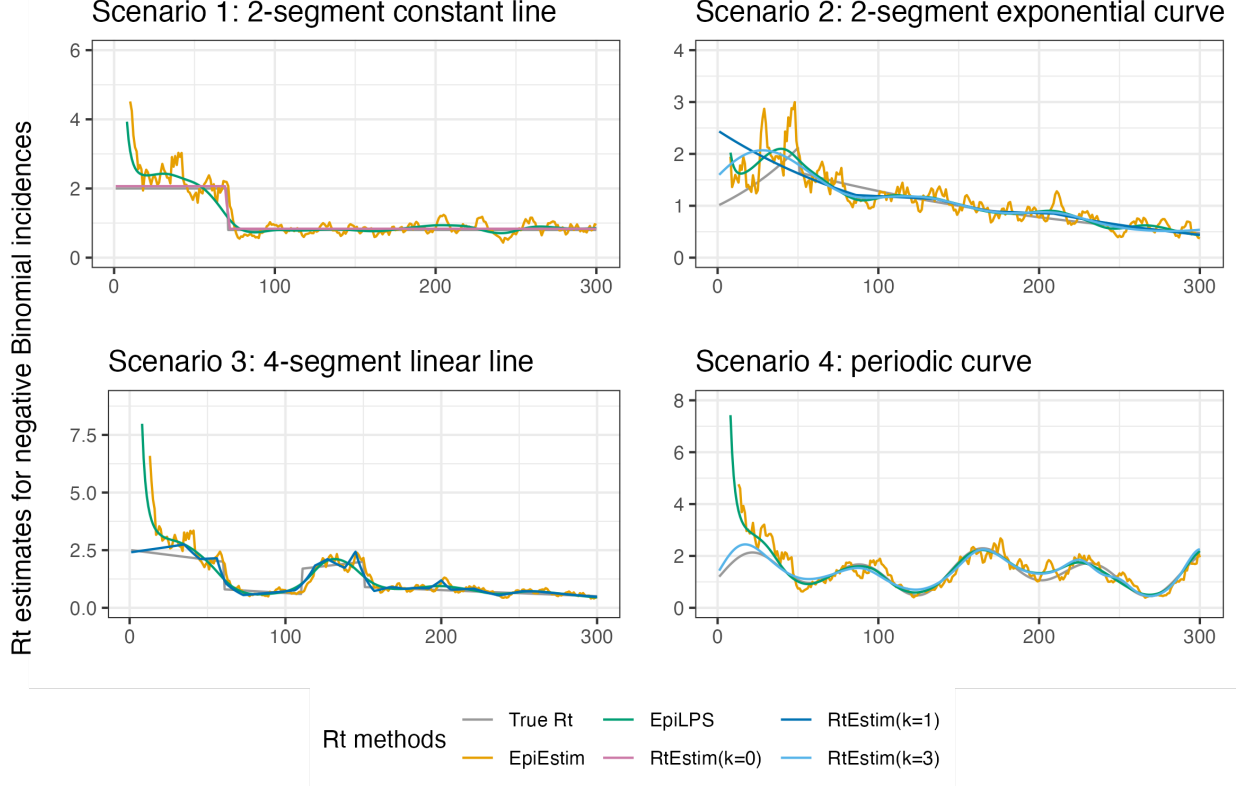 Scenario 1: 2-segment constant line
6
4
2
0
0 100 200 300
Scenario 2: 2-segment exponential curve
4
3
2
1
0
0 100 200 300
Rt estimates for negative Binomial incidences
Scenario 3: 4-segment linear line
7.5
5.0
2.5
0.0
0 100 200 300
Scenario 4: periodic curve
8
6
4
2
0
0 100 200 300
Rt methods
True Rt EpiLPS RtEstim(k=1)
EpiEstim RtEstim(k=0) RtEstim(k=3)